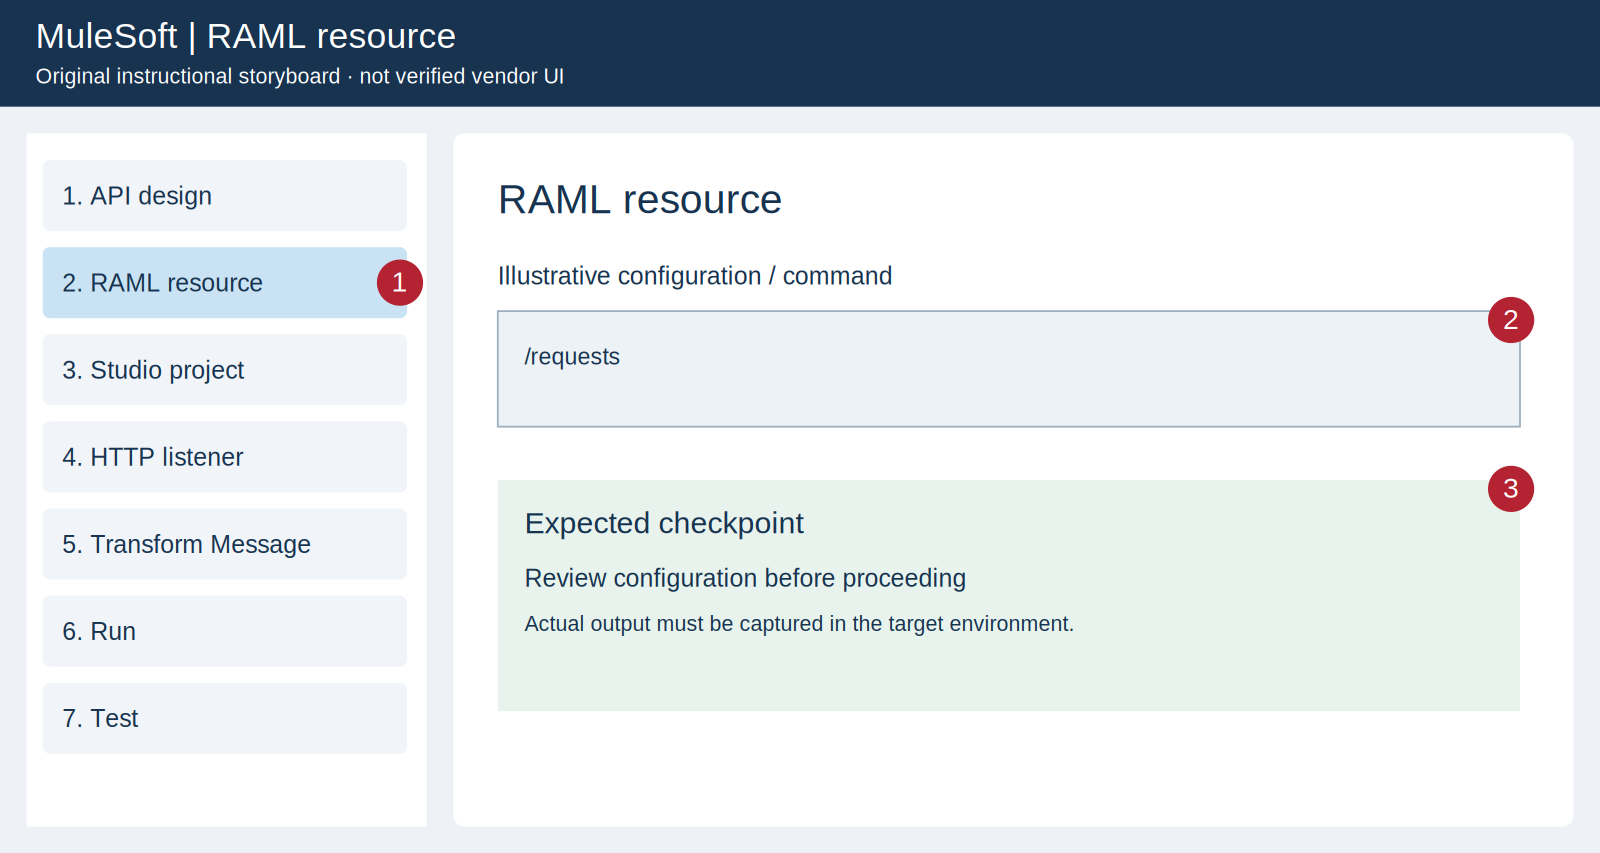 MuleSoft | RAML resource
Original instructional storyboard · not verified vendor UI
1. API design
2. RAML resource
1
3. Studio project
4. HTTP listener
5. Transform Message
6. Run
7. Test
RAML resource
Illustrative configuration / command
2
/requests
3
Expected checkpoint
Review configuration before proceeding
Actual output must be captured in the target environment.